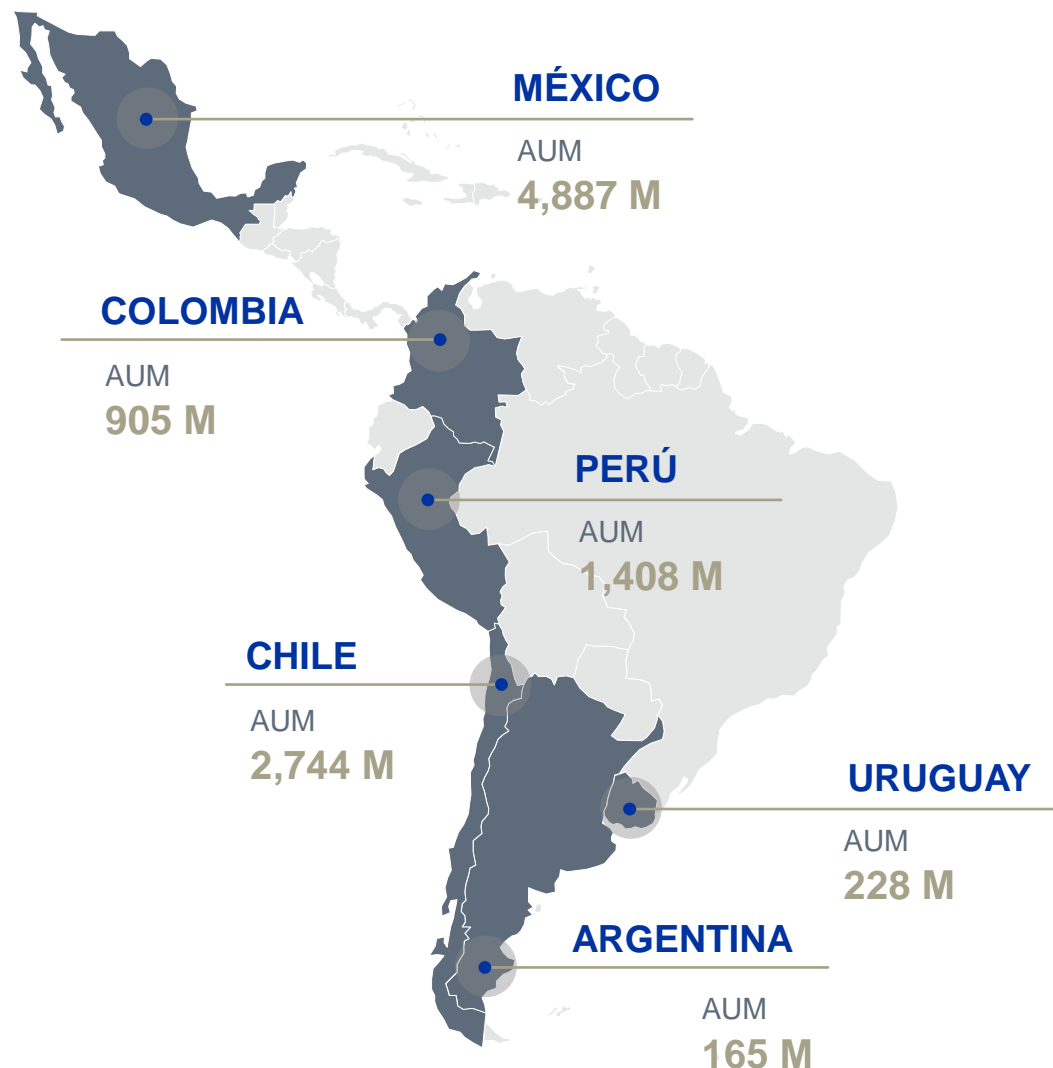 MÉXICO
AUM
4,887 M
COLOMBIA
AUM
905 M
PERÚ
AUM
1,408 M
CHILE
AUM
2,744 M
URUGUAY
AUM
228 M
ARGENTINA
AUM
165 M